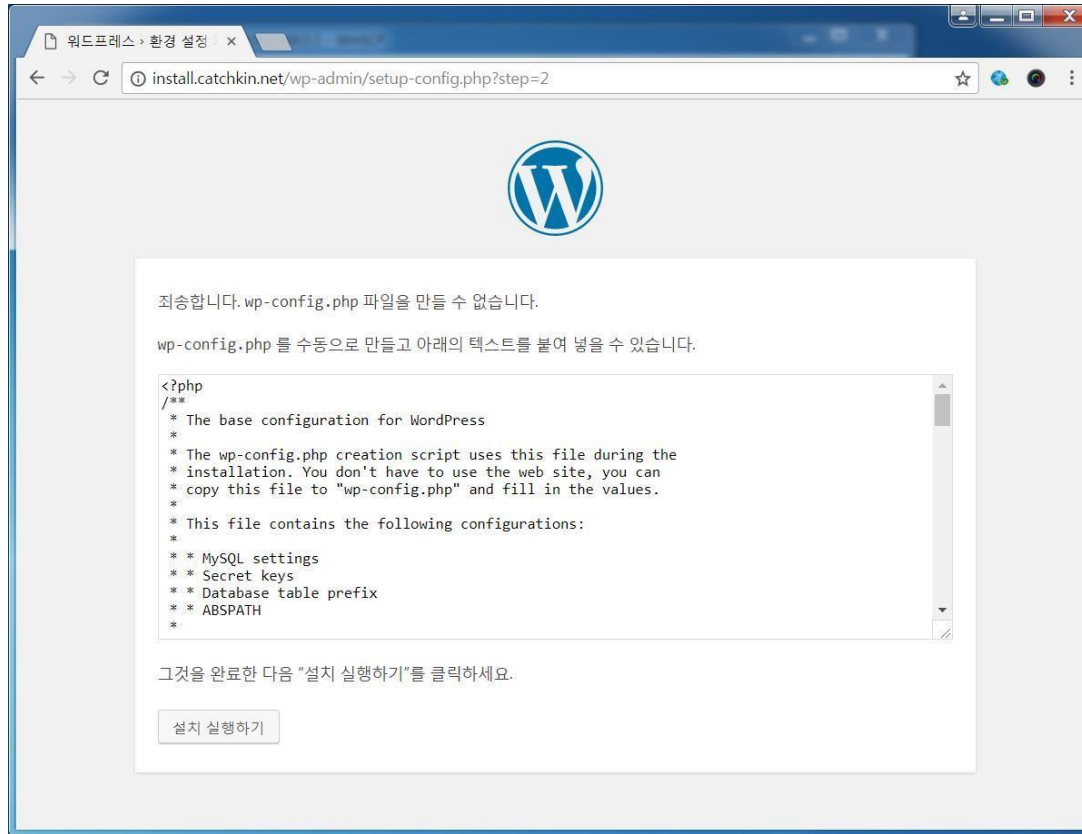 워드프레스 › 환경 설정
install.catchkin.net/wp-admin/setup-config.php?step=2
죄송합니다. wp-config.php 파일을 만들 수 없습니다.
wp-config.php 를 수동으로 만들고 아래의 텍스트를 붙여 넣을 수 있습니다.
<?php
/**
 * The base configuration for WordPress
 *
 * The wp-config.php creation script uses this file during the
 * installation. You don't have to use the web site, you can
 * copy this file to "wp-config.php" and fill in the values.
 *
 * This file contains the following configurations:
 *
 * * MySQL settings
 * * Secret keys
 * * Database table prefix
 * * ABSPATH
 *
그것을 완료한 다음 “설치 실행하기”를 클릭하세요.
설치 실행하기